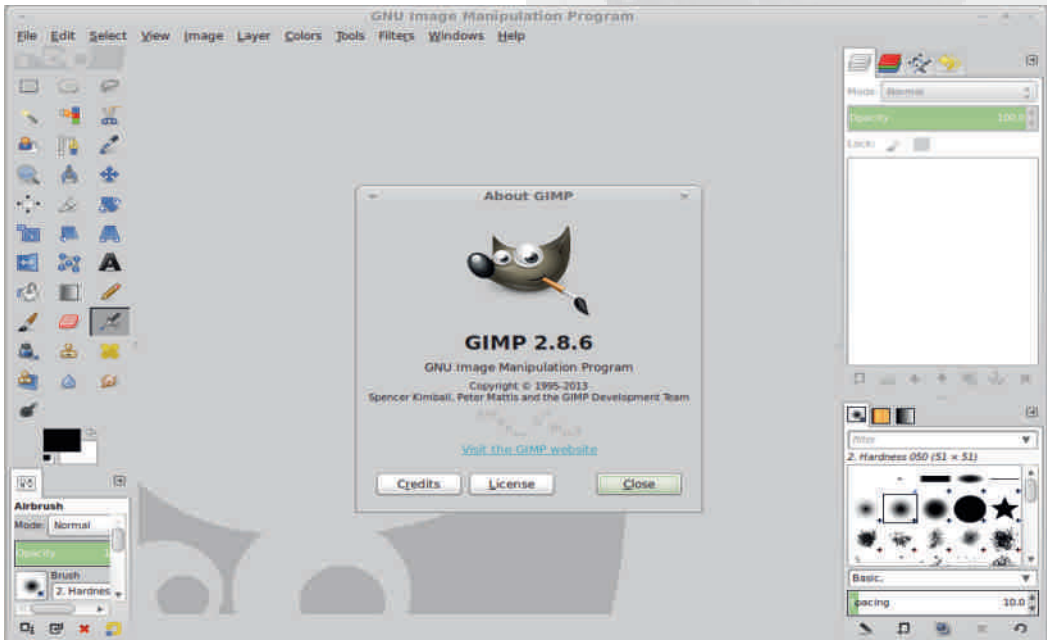 GNU Image Manipulation Program
File Edit Select View Image Layer Colors Tools Filters Windows Help
Mode: Normal
Opacity 100.0
Lock:
About GIMP
GIMP 2.8.6
GNU Image Manipulation Program
Copyright © 1995-2013
Spencer Kimball, Peter Mattis and the GIMP Development Team
Visit the GIMP website
Credits License Close
filter
2. Hardness 050 (51 × 51)
Basic,
pacing 10.0
Airbrush
Mode: Normal
Opacity 1
Brush
2. Hardnes